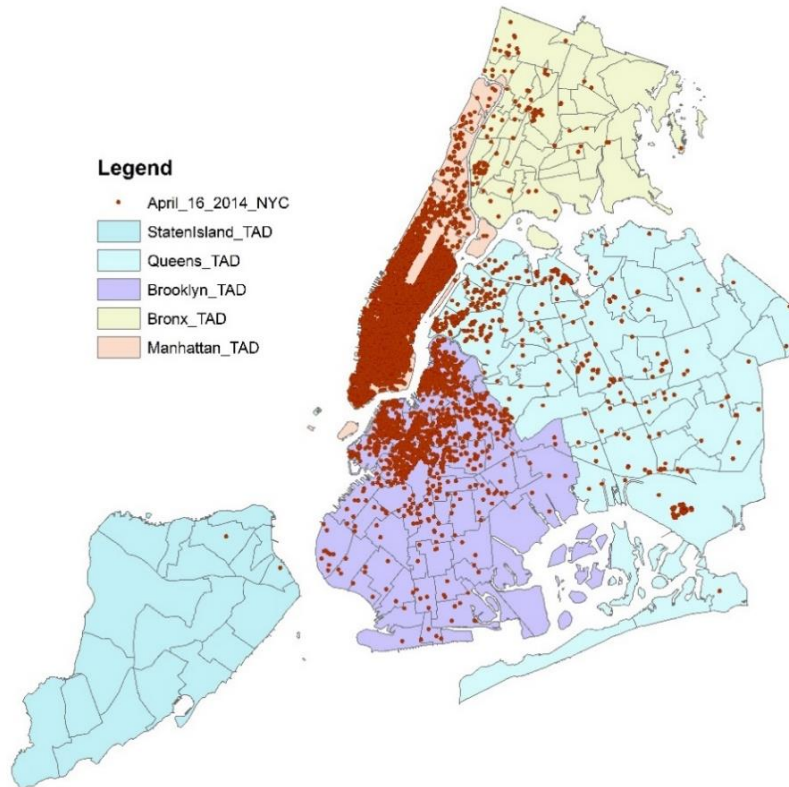 Legend
April_16_2014_NYC
StatenIsland_TAD
Queens_TAD
Brooklyn_TAD
Bronx_TAD
Manhattan_TAD